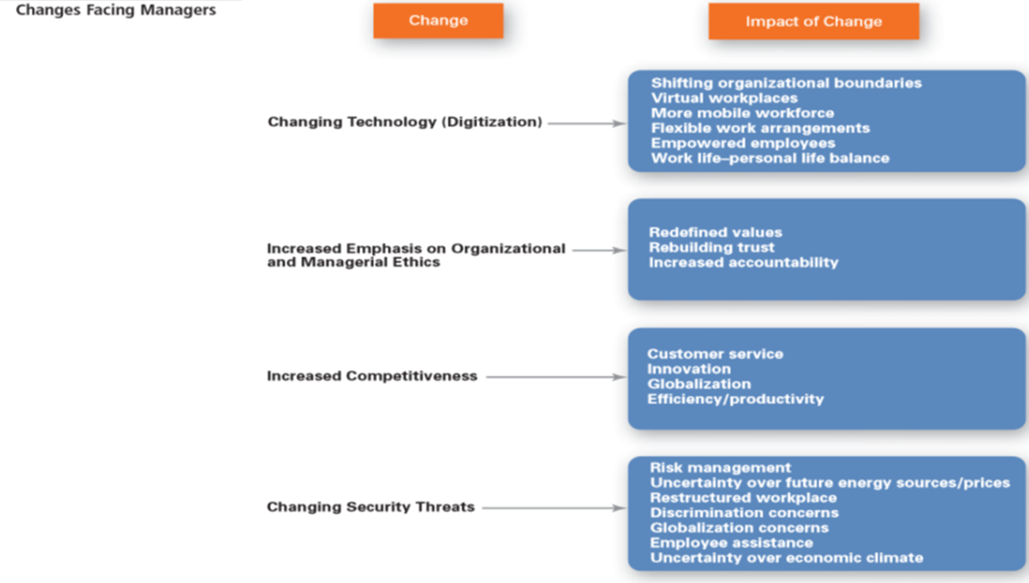 Changes Facing Managers
Change
Impact of Change
Changing Technology (Digitization)
Shifting organizational boundaries
Virtual workplaces
More mobile workforce
Flexible work arrangements
Empowered employees
Work life–personal life balance
Increased Emphasis on Organizational
and Managerial Ethics
Redefined values
Rebuilding trust
Increased accountability
Increased Competitiveness
Customer service
Innovation
Globalization
Efficiency/productivity
Changing Security Threats
Risk management
Uncertainty over future energy sources/prices
Restructured workplace
Discrimination concerns
Globalization concerns
Employee assistance
Uncertainty over economic climate